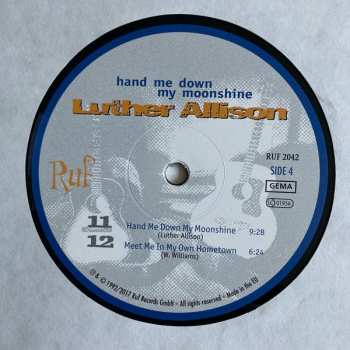 hand me down
my moonshine
Luther Allison
Ruf
RUF 2042
SIDE 4
GEMA
LC 01956
11
12
Hand Me Down My Moonshine 9:28
(Luther Allison)
Meet Me In My Own Hometown 6:24
(W. Williams)
℗ & © 1992/2017 Ruf Records GmbH – All rights reserved – Made in the EU